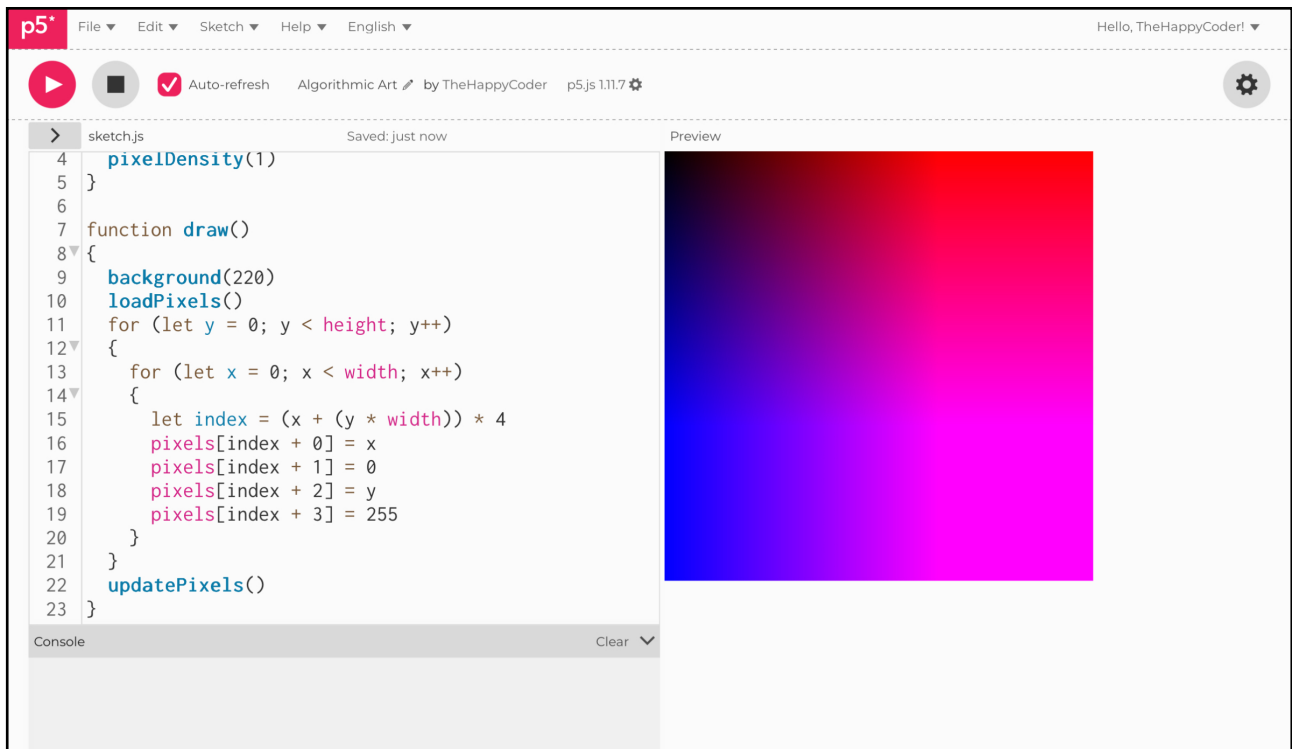 p5* File Edit Sketch Help English Hello, TheHappyCoder!
Auto-refresh Algorithmic Art by TheHappyCoder p5.js 1.11.7
> sketch.js Saved: just now Preview
4 pixelDensity(1)
5 }
6
7 function draw()
8 {
9 background(220)
10 loadPixels()
11 for (let y = 0; y < height; y++)
12 {
13 for (let x = 0; x < width; x++)
14 {
15 let index = (x + (y * width)) * 4
16 pixels[index + 0] = x
17 pixels[index + 1] = 0
18 pixels[index + 2] = y
19 pixels[index + 3] = 255
20 }
21 }
22 updatePixels()
23 }
Console Clear